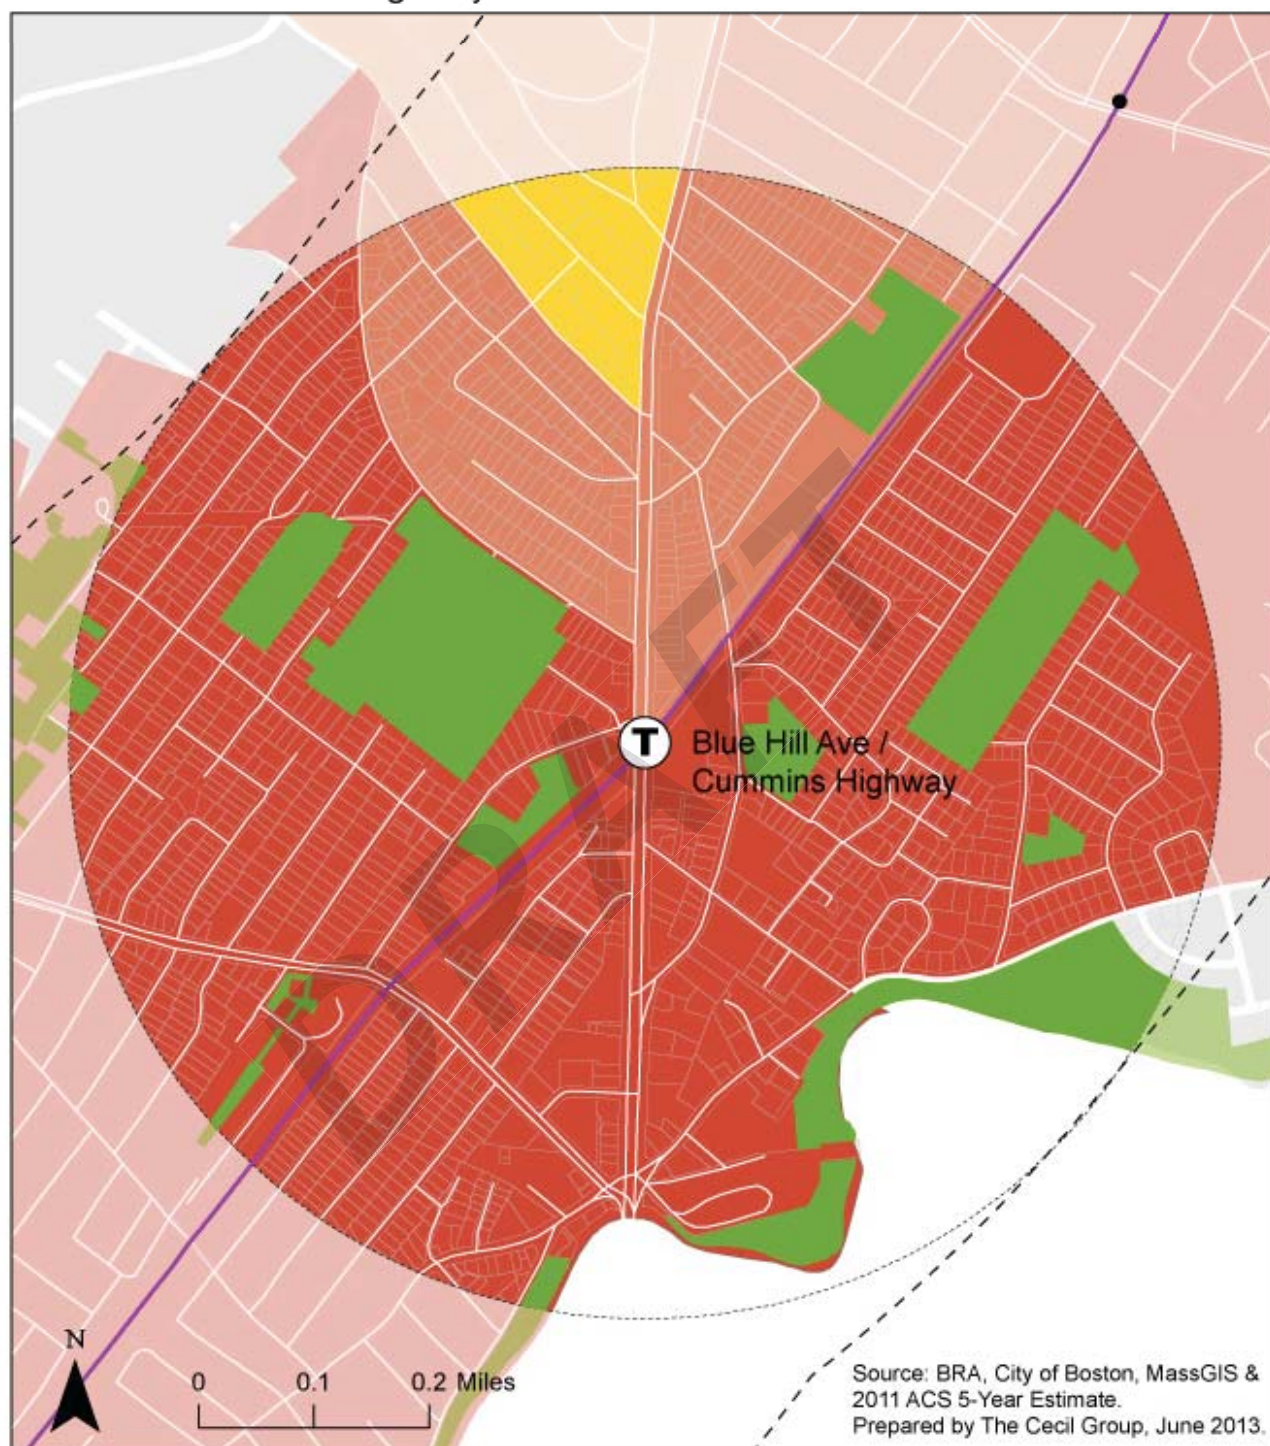 T
Blue Hill Ave /
Cummins Highway
DRAFT
N
0 0.1 0.2 Miles
Source: BRA, City of Boston, MassGIS &
2011 ACS 5-Year Estimate.
Prepared by The Cecil Group, June 2013.